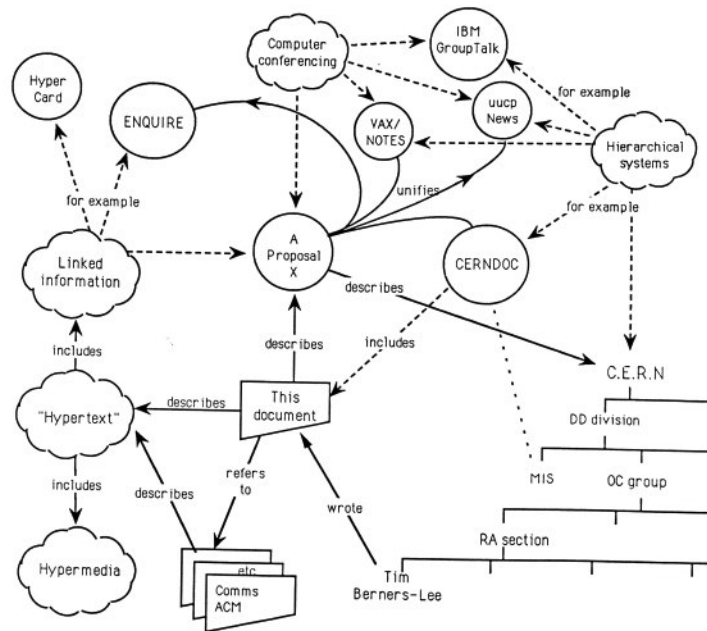 IBM
GroupTalk
Computer
conferencing
Hyper
Card
ENQUIRE
for example
uucp
News
VAX/
NOTES
Hierarchical
systems
unifies
for example
for example
A
Proposal
X
CERNDOC
Linked
information
describes
includes
describes
includes
C.E.R.N
This
document
describes
"Hypertext"
DD division
refers
to
MIS
OC group
includes
describes
wrote
RA section
Hypermedia
etc
Comms
ACM
Tim
Berners-Lee